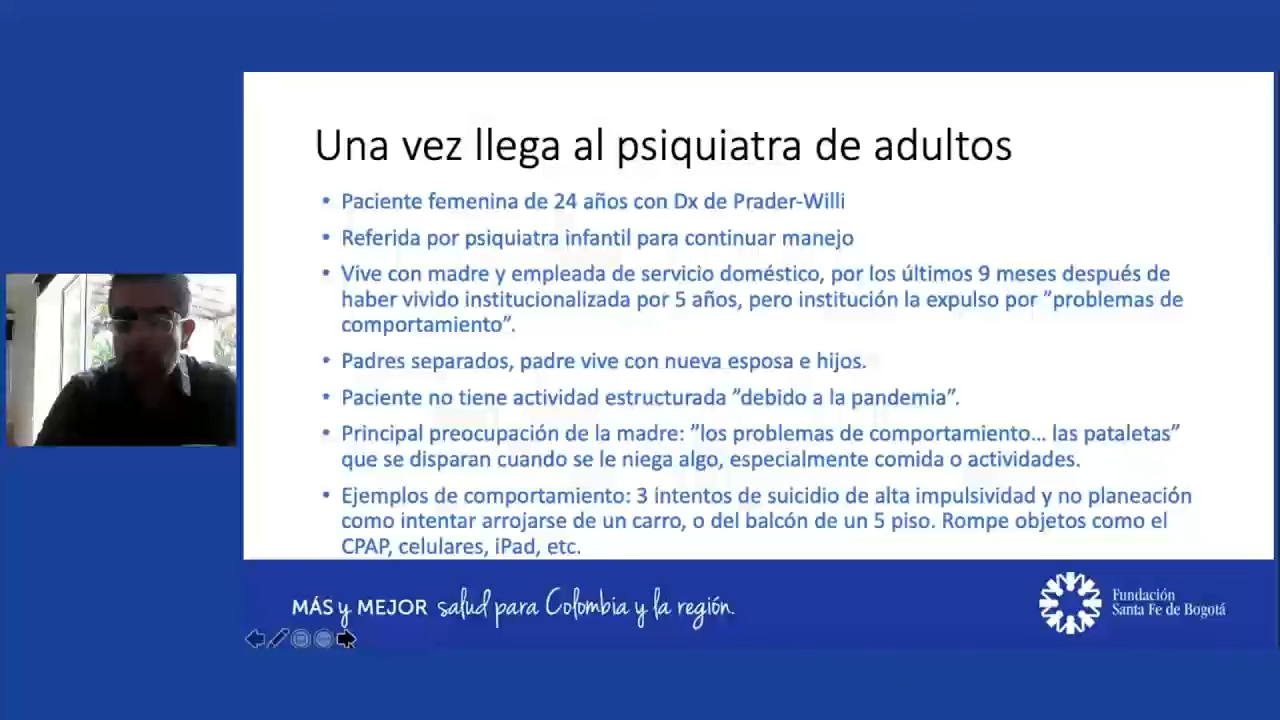 Una vez llega al psiquiatra de adultos
• Paciente femenina de 24 años con Dx de Prader-Willi
• Referida por psiquiatra infantil para continuar manejo
• Vive con madre y empleada de servicio doméstico, por los últimos 9 meses después de
haber vivido institucionalizada por 5 años, pero institución la expulso por ”problemas de
comportamiento”.
• Padres separados, padre vive con nueva esposa e hijos.
• Paciente no tiene actividad estructurada ”debido a la pandemia”.
• Principal preocupación de la madre: ”los problemas de comportamiento... las pataletas”
que se disparan cuando se le niega algo, especialmente comida o actividades.
• Ejemplos de comportamiento: 3 intentos de suicidio de alta impulsividad y no planeación
como intentar arrojarse de un carro, o del balcón de un 5 piso. Rompe objetos como el
CPAP, celulares, iPad, etc.
MÁS y MEJOR salud para Colombia y la región.
Fundación
Santa Fe de Bogotá